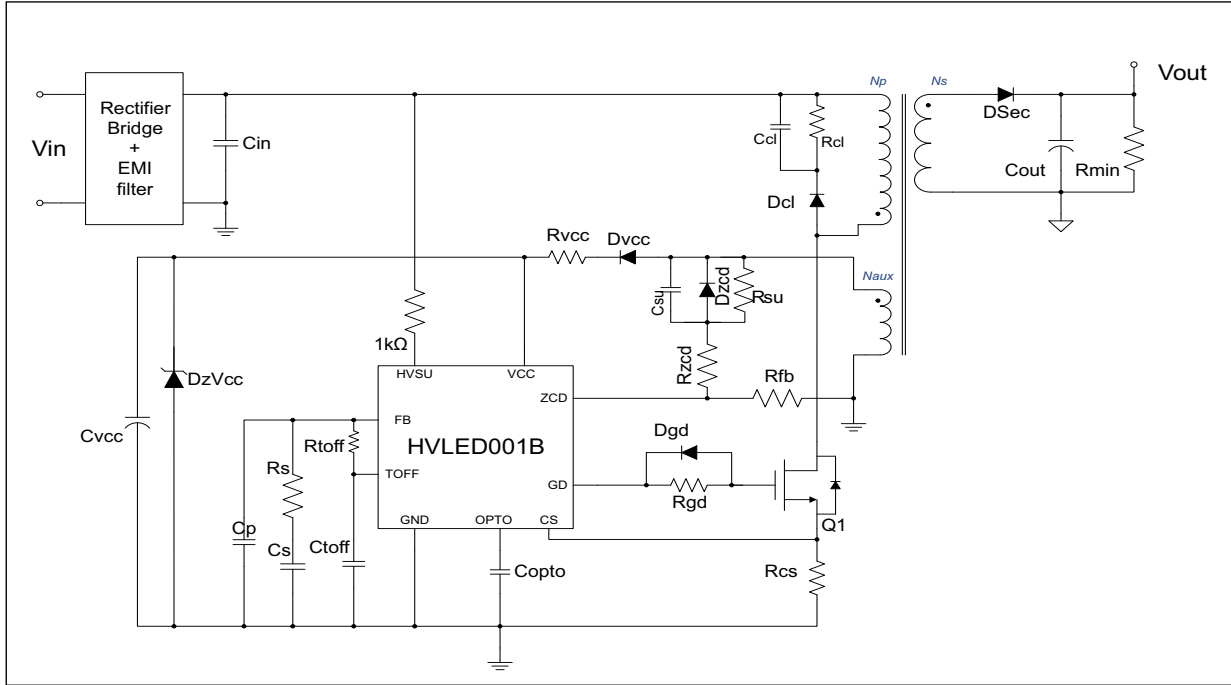 Vin
Rectifier
Bridge
+
EMI
filter
Cin
Ccl
Rcl
Dcl
Np
Ns
DSec
Vout
Cout
Rmin
Rvcc
Dvcc
Csu
Dzcd
Rsu
Naux
1kΩ
Rzcd
Rfb
DzVcc
Cvcc
HVSU
VCC
ZCD
FB
HVLED001B
TOFF
GD
GND
OPTO
CS
Rtoff
Rs
Cp
Cs
Ctoff
Copto
Dgd
Rgd
Q1
Rcs